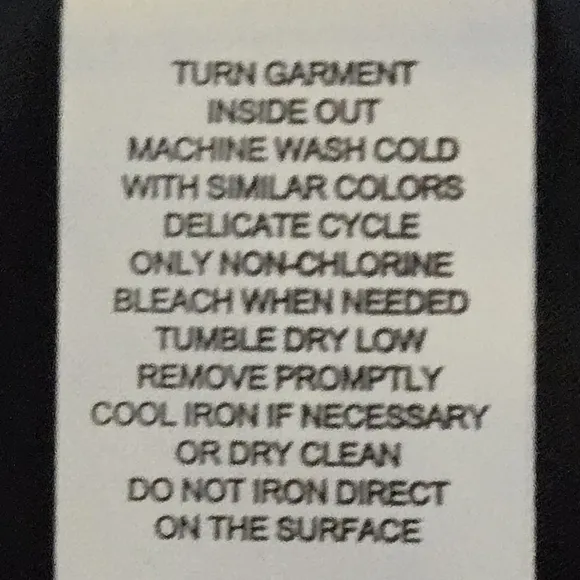 TURN GARMENT
INSIDE OUT
MACHINE WASH COLD
WITH SIMILAR COLORS
DELICATE CYCLE
ONLY NON-CHLORINE
BLEACH WHEN NEEDED
TUMBLE DRY LOW
REMOVE PROMPTLY
COOL IRON IF NECESSARY
OR DRY CLEAN
DO NOT IRON DIRECT
ON THE SURFACE